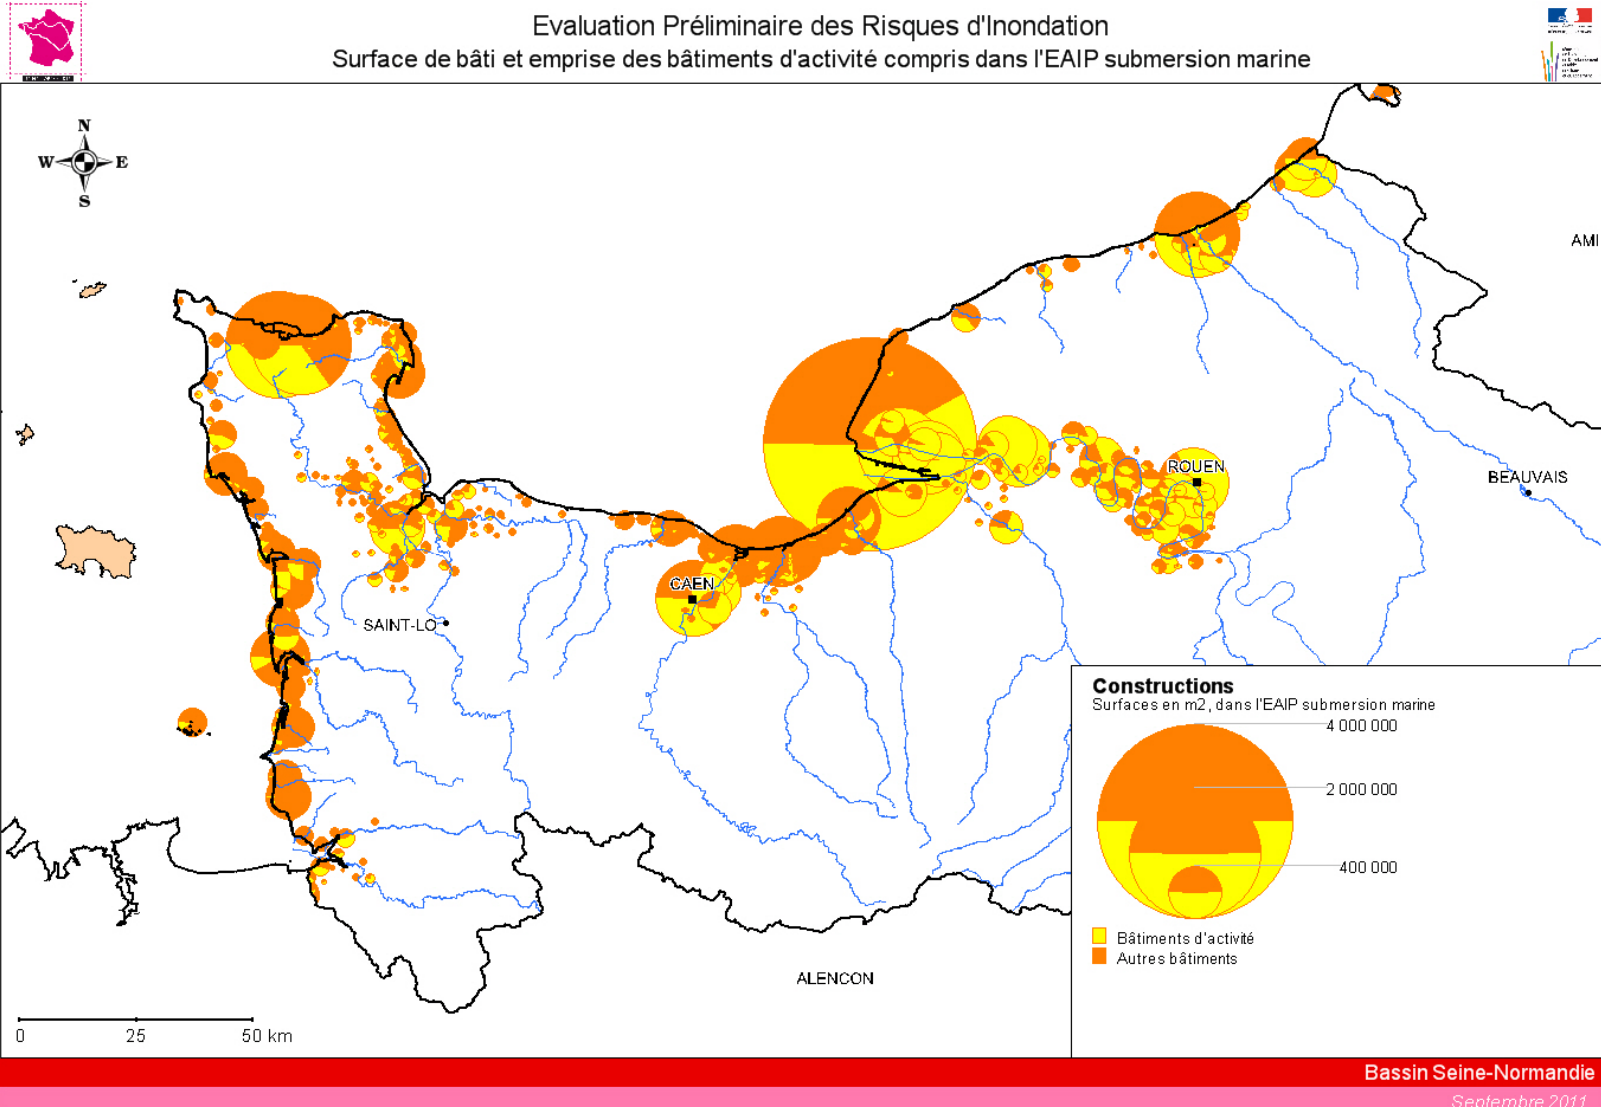 Evaluation Préliminaire des Risques d'Inondation
Surface de bâti et emprise des bâtiments d'activité compris dans l'EAIP submersion marine
N
W E
S
AMI
ROUEN
BEAUVAIS
CAEN
SAINT-LO
ALENCON
Constructions
Surfaces en m2, dans l'EAIP submersion marine
4 000 000
2 000 000
400 000
Bâtiments d'activité
Autres bâtiments
0 25 50 km
Bassin Seine-Normandie
Septembre 2011